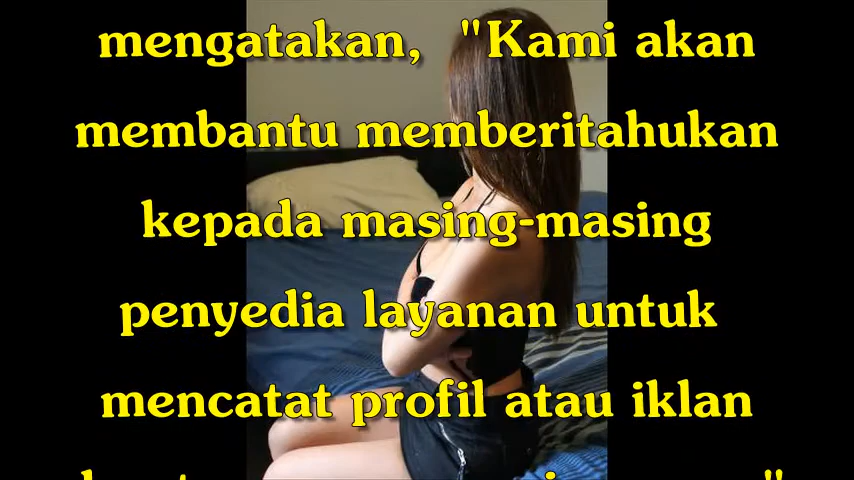 mengatakan, "Kami akan
membantu memberitahukan
kepada masing-masing
penyedia layanan untuk
mencatat profil atau iklan